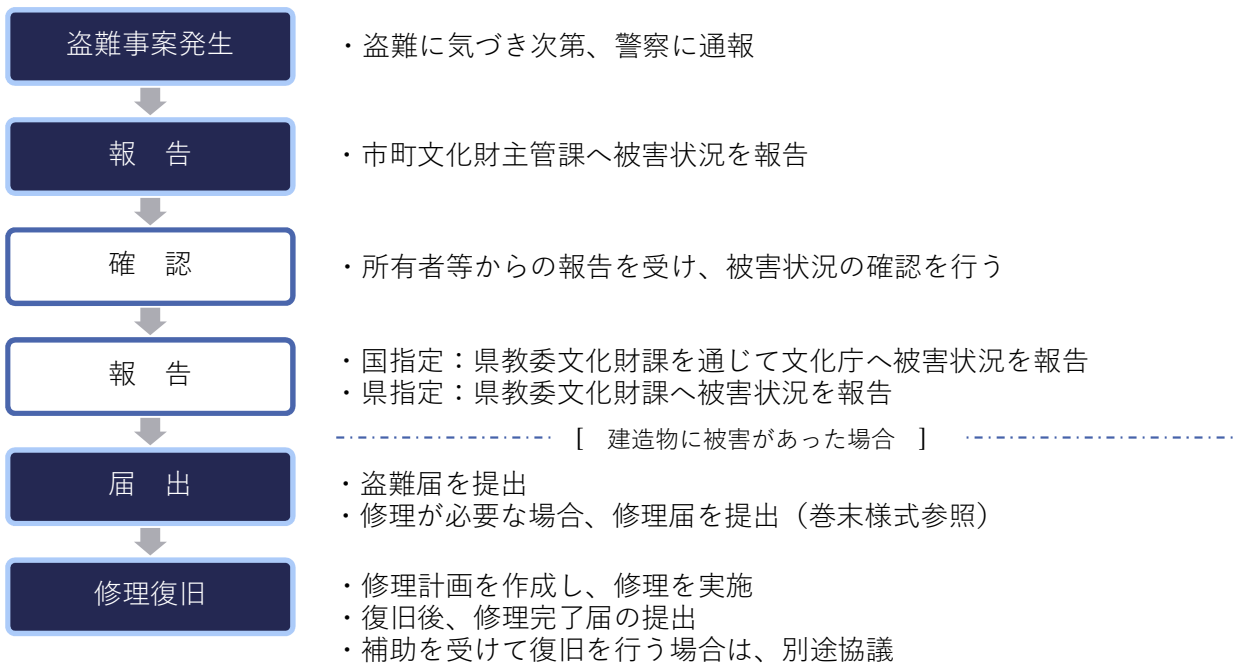 盗難事案発生
・盗難に気づき次第、警察に通報
報　告
・市町文化財主管課へ被害状況を報告
確　認
・所有者等からの報告を受け、被害状況の確認を行う
報　告
・国指定：県教委文化財課を通じて文化庁へ被害状況を報告
・県指定：県教委文化財課へ被害状況を報告
[　建造物に被害があった場合　]
届　出
・盗難届を提出
・修理が必要な場合、修理届を提出（巻末様式参照）
修理復旧
・修理計画を作成し、修理を実施
・復旧後、修理完了届の提出
・補助を受けて復旧を行う場合は、別途協議